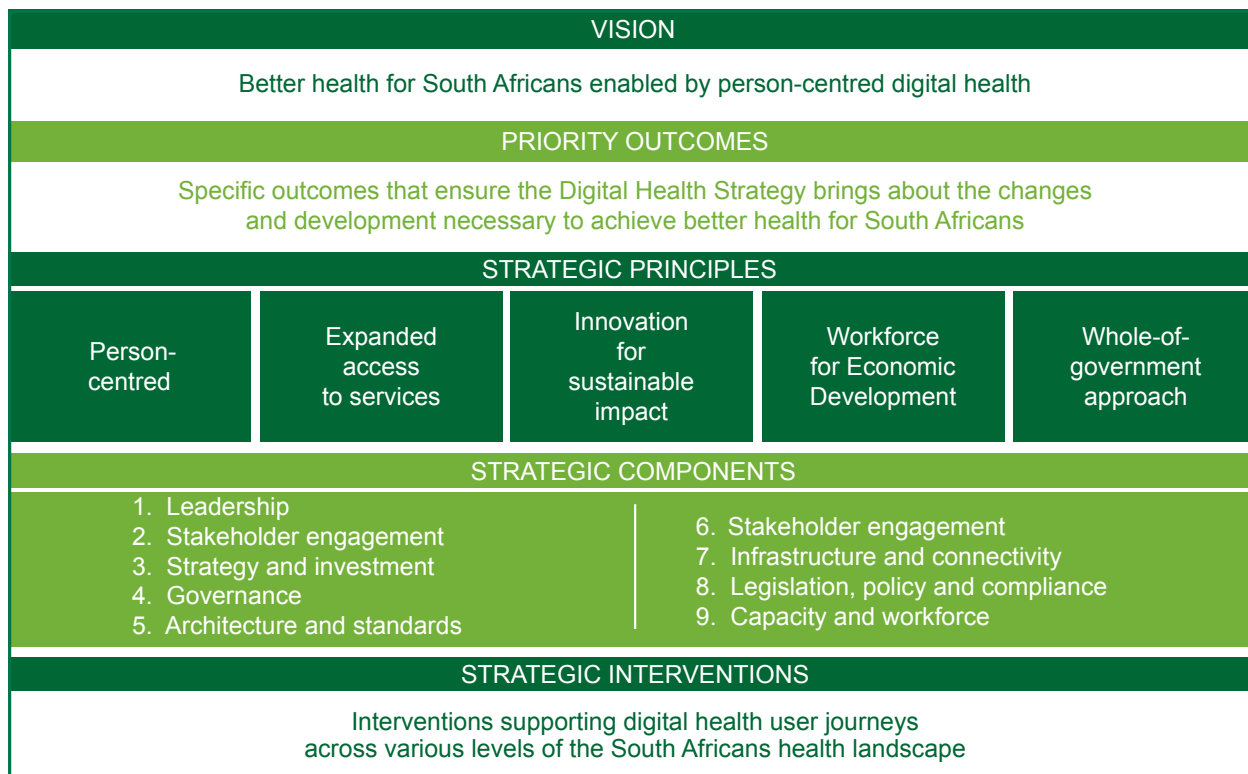 VISION
Better health for South Africans enabled by person-centred digital health
PRIORITY OUTCOMES
Specific outcomes that ensure the Digital Health Strategy brings about the changes
and development necessary to achieve better health for South Africans
STRATEGIC PRINCIPLES
Person-
centred
Expanded
access
to services
Innovation
for
sustainable
impact
Workforce
for Economic
Development
Whole-of-
government
approach
STRATEGIC COMPONENTS
1. Leadership
2. Stakeholder engagement
3. Strategy and investment
4. Governance
5. Architecture and standards
6. Stakeholder engagement
7. Infrastructure and connectivity
8. Legislation, policy and compliance
9. Capacity and workforce
STRATEGIC INTERVENTIONS
Interventions supporting digital health user journeys
across various levels of the South Africans health landscape